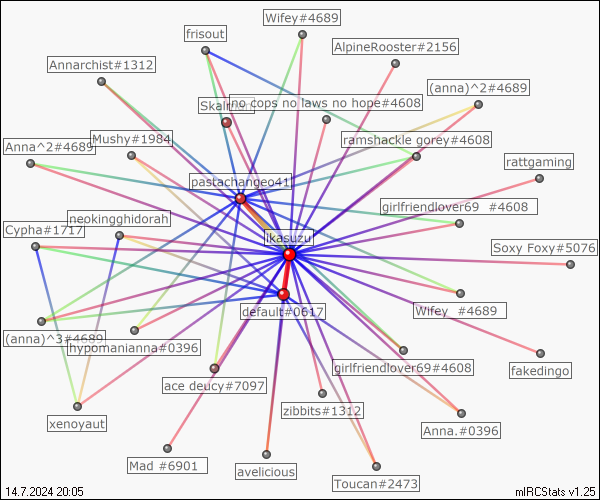 Wifey#4689
frisout
AlpineRooster#2156
Annarchist#1312
(anna)^2#4689
no cops no laws no hope#4608
Mushy#1984
ramshackle gorey#4608
Anna^2#4689
rattgaming
pastachangeo41
girlfriendlover69 #4608
neokingghidorah
Cypha#1717
ikasuzu
Soxy Foxy#5076
Wifey #4689
default#0617
(anna)^3#4689
hypomanianna#0396
girlfriendlover69#4608
fakedingo
ace deucy#7097
zibbits#1312
xenoyaut
Anna.#0396
Mad #6901
avelicious
Toucan#2473
14.7.2024 20:05
mIRCStats v1.25